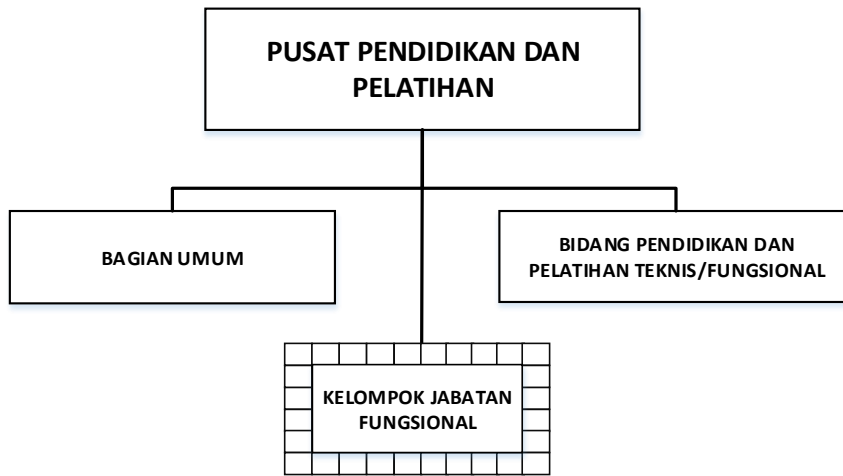 PUSAT PENDIDIKAN DAN
PELATIHAN
BAGIAN UMUM
BIDANG PENDIDIKAN DAN
PELATIHAN TEKNIS/FUNGSIONAL
KELOMPOK JABATAN
FUNGSIONAL